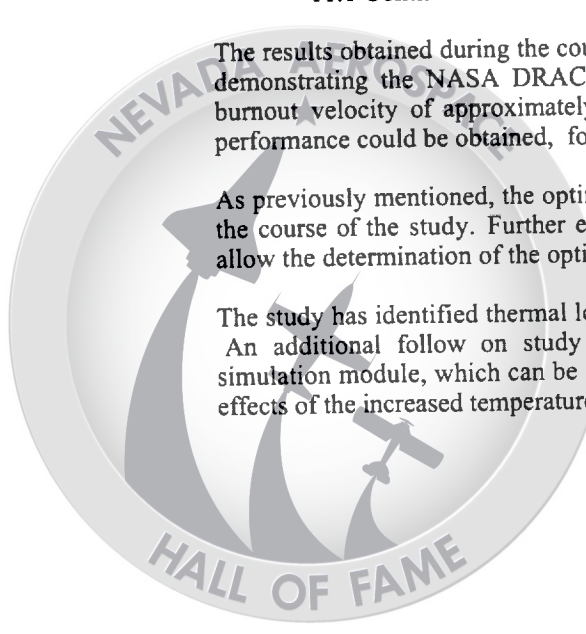 The results obtained during the cou
demonstrating the NASA DRAC
burnout velocity of approximately
performance could be obtained, fo
As previously mentioned, the opti
the course of the study. Further e
allow the determination of the opti
The study has identified thermal le
An additional follow on study
simulation module, which can be
effects of the increased temperature
NEVADA AEROSPACE
HALL OF FAME